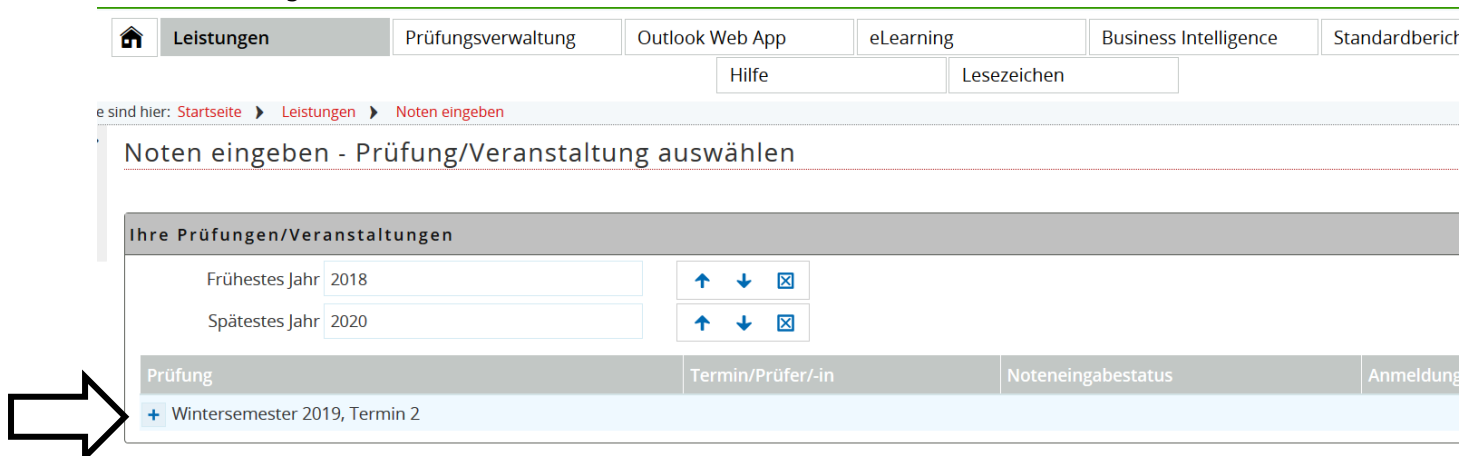 Leistungen Prüfungsverwaltung Outlook Web App eLearning Business Intelligence Standardberich
Hilfe Lesezeichen
e sind hier: Startseite Leistungen Noten eingeben
Noten eingeben - Prüfung/Veranstaltung auswählen
Ihre Prüfungen/Veranstaltungen
Frühestes Jahr 2018
Spätestes Jahr 2020
Prüfung Termin/Prüfer/-in Noteneingabestatus Anmeldung
+ Wintersemester 2019, Termin 2